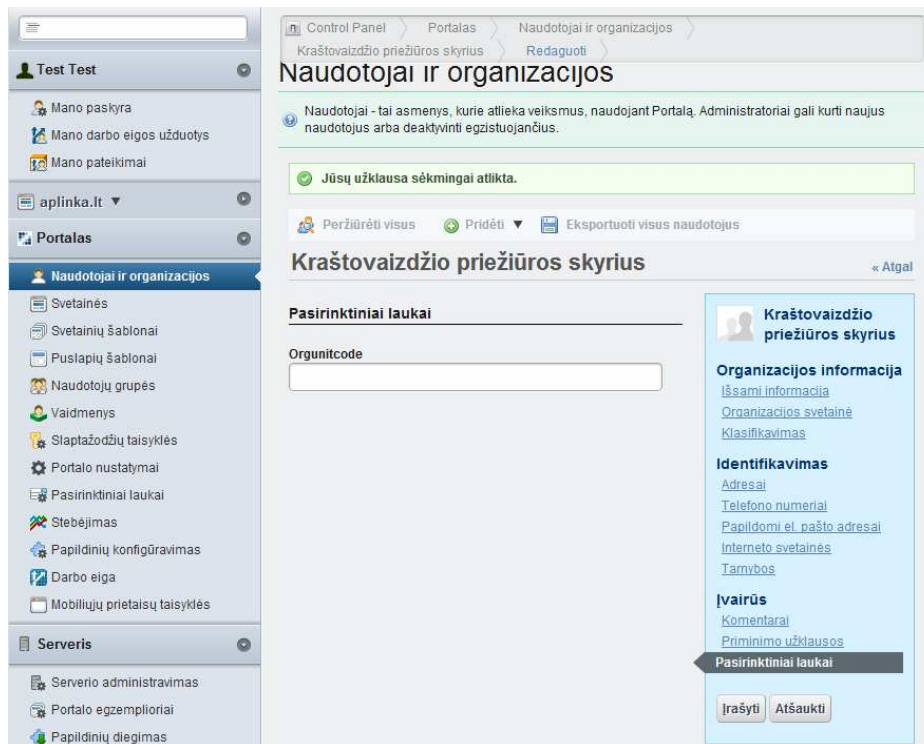 Test Test
Mano paskyra
Mano darbo eigos užduotys
Mano pateikimai
aplinka.lt ▼
Portalas
Naudotojai ir organizacijos
Svetainės
Svetainių šablonai
Puslapių šablonai
Naudotojų grupės
Vaidmenys
Slaptažodžių taisyklės
Portalo nustatymai
Pasirinktiniai laukai
Stebėjimas
Papildinių konfigūravimas
Darbo eiga
Mobiliųjų prietaisų taisyklės
Serveris
Serverio administravimas
Portalo egzemplioriai
Papildinių diegimas
Control Panel Portalas Naudotojai ir organizacijos
Kraštovaizdžio priežiūros skyrius Redaguoti
Naudotojai ir organizacijos
Naudotojai - tai asmenys, kurie atlieka veiksmus, naudojant Portalą. Administratoriai gali kurti naujus
naudotojus arba deaktyvinti egzistuojančius.
Jūsų užklausa sėkmingai atlikta.
Peržiūrėti visus Pridėti ▼ Eksportuoti visus naudotojus
Kraštovaizdžio priežiūros skyrius
« Atgal
Pasirinktiniai laukai
Orgunitcode
Kraštovaizdžio
priežiūros skyrius
Organizacijos informacija
Išsami informacija
Organizacijos svetainė
Klasifikavimas
Identifikavimas
Adresai
Telefono numeriai
Papildomi el. pašto adresai
Interneto svetainės
Tarnybos
Įvairūs
Komentarai
Priminimo užklausos
Pasirinktiniai laukai
Įrašyti Atšaukti